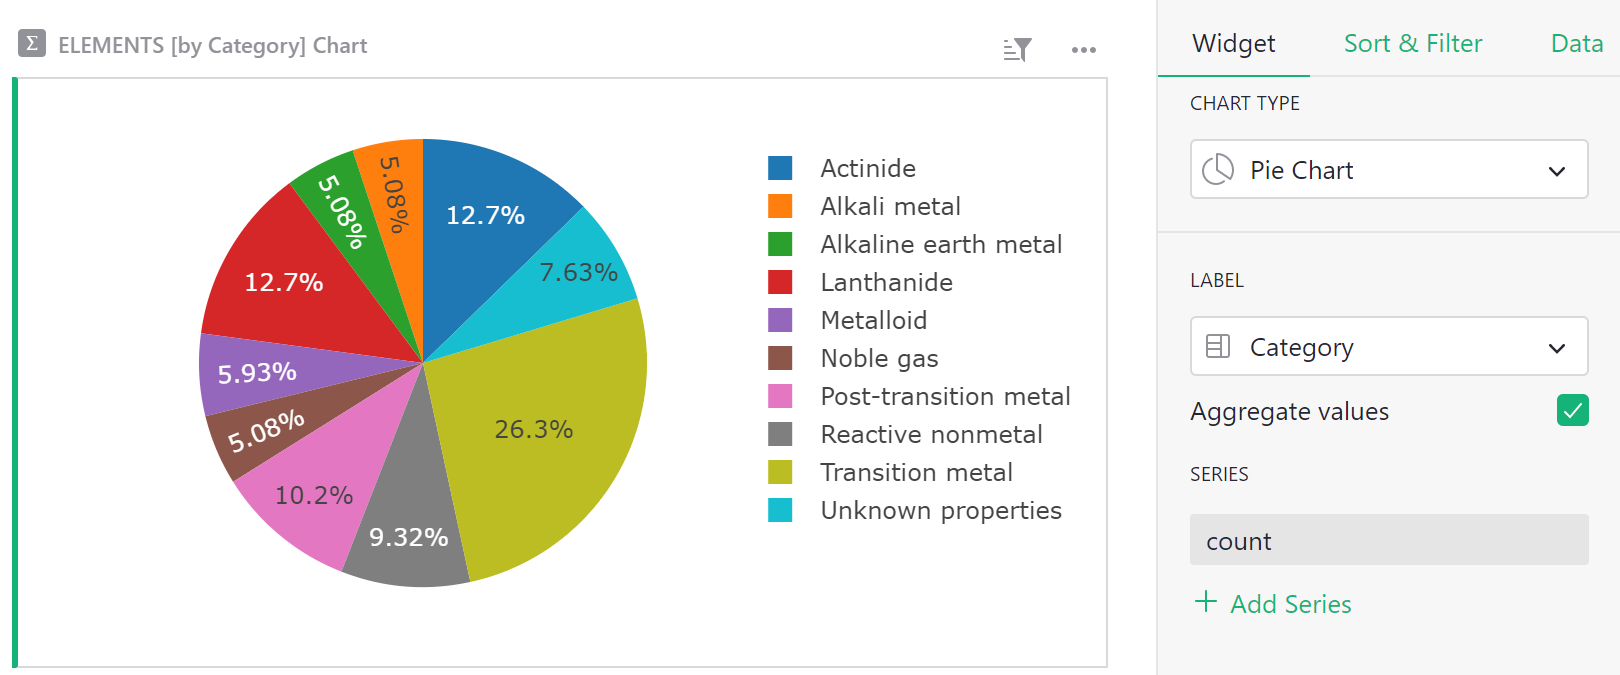 Σ ELEMENTS [by Category] Chart
5.08%
5.08%
12.7%
12.7%
7.63%
5.93%
5.08%
26.3%
10.2%
9.32%
Actinide
Alkali metal
Alkaline earth metal
Lanthanide
Metalloid
Noble gas
Post-transition metal
Reactive nonmetal
Transition metal
Unknown properties
Widget Sort & Filter Data
CHART TYPE
Pie Chart
LABEL
Category
Aggregate values
SERIES
count
+ Add Series